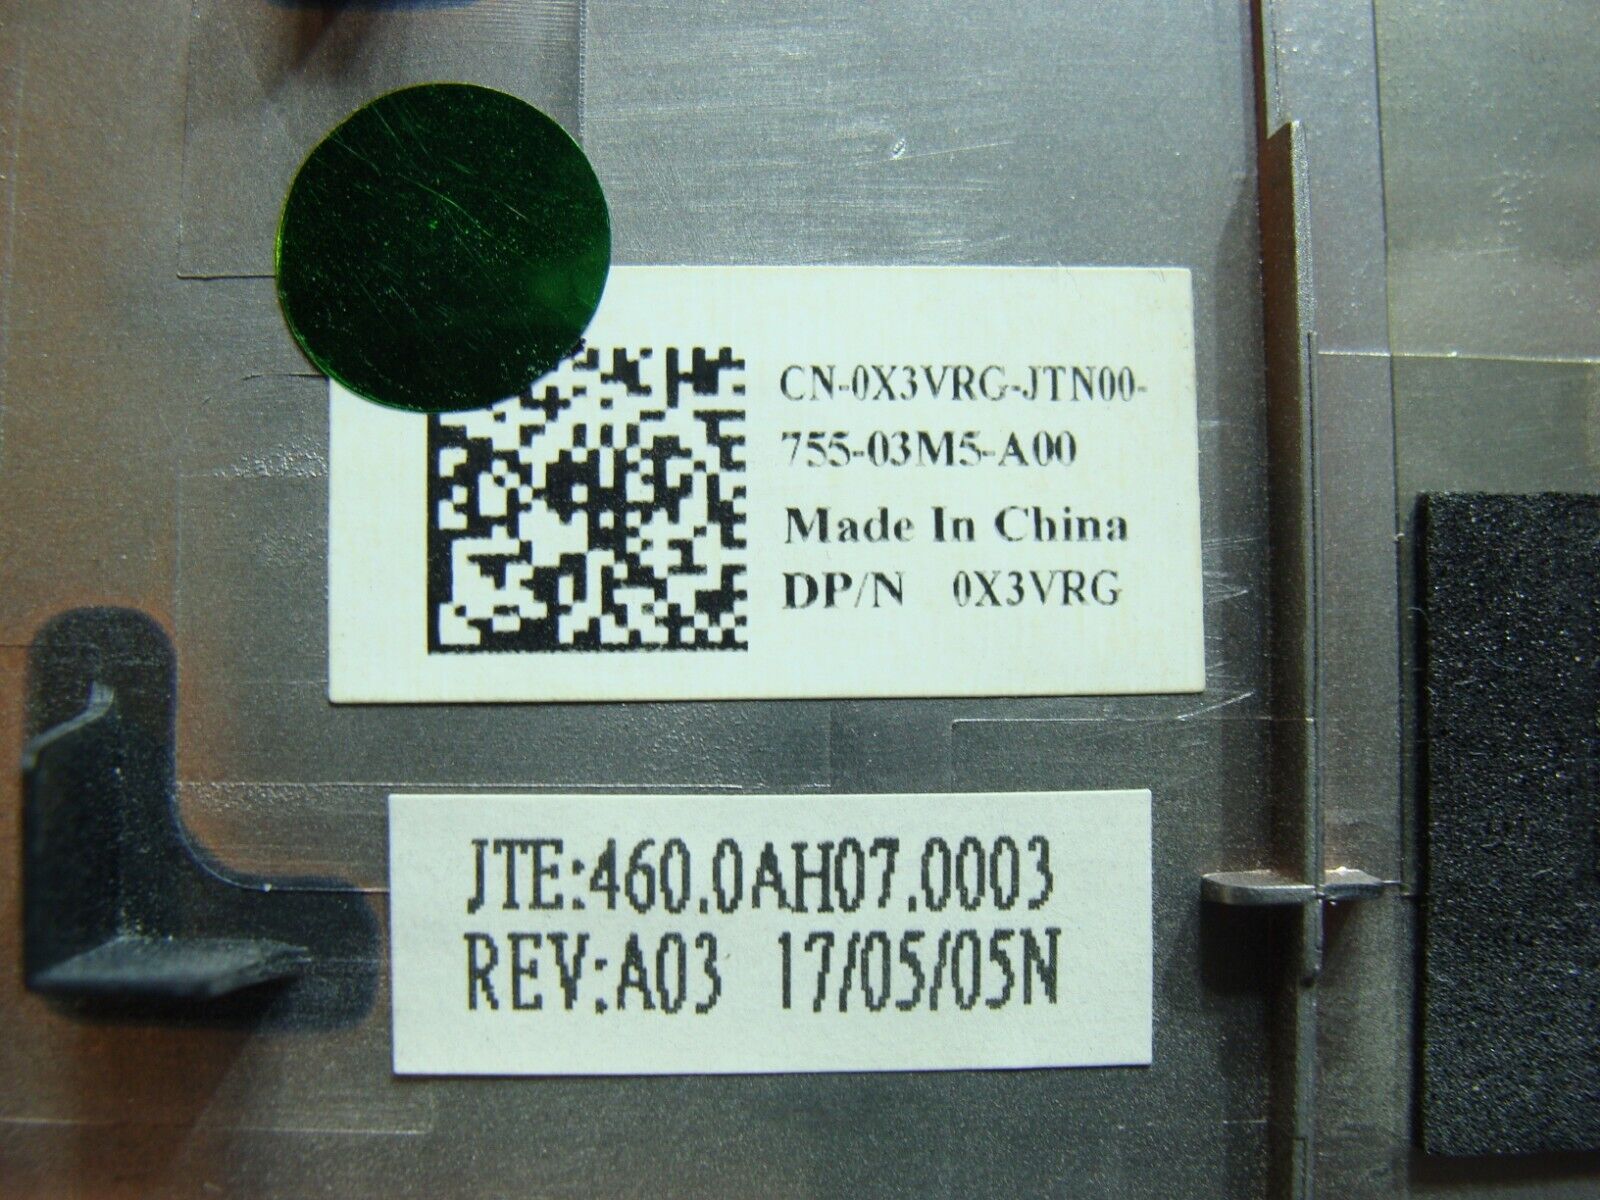 CN-0X3VRG-JTN00-
755-03M5-A00
Made In China
DP/N 0X3VRG
JTE:460.0AH07.0003
REV:A03 17/05/05N